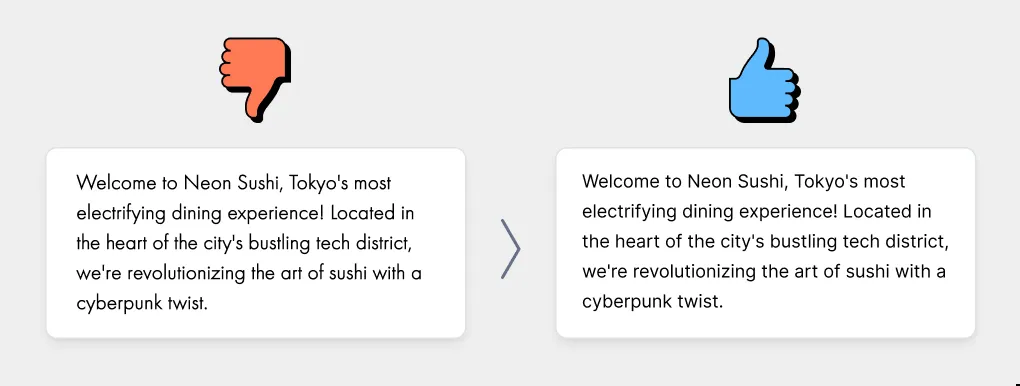 Welcome to Neon Sushi, Tokyo's most
electrifying dining experience! Located in
the heart of the city's bustling tech district,
we're revolutionizing the art of sushi with a
cyberpunk twist.
Welcome to Neon Sushi, Tokyo's most
electrifying dining experience! Located in
the heart of the city's bustling tech district,
we're revolutionizing the art of sushi with a
cyberpunk twist.